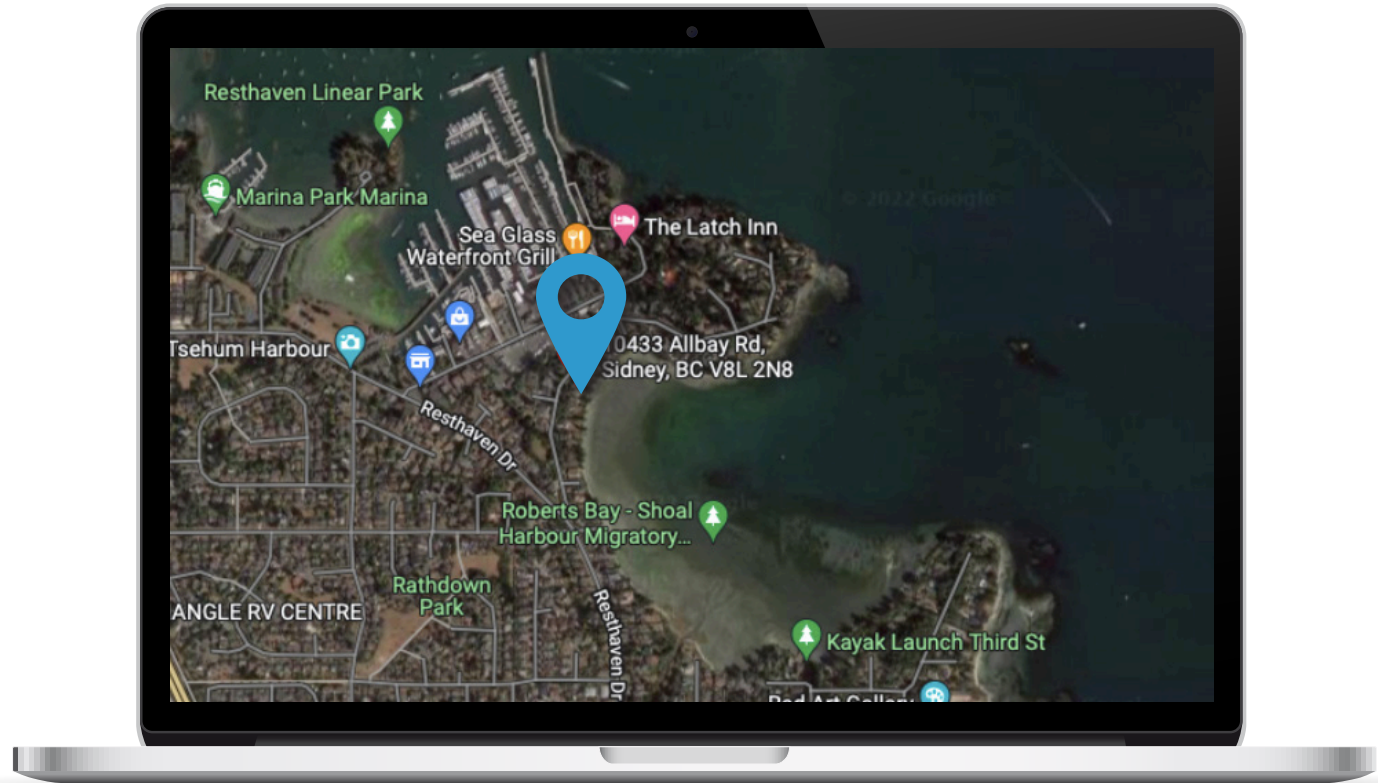 Resthaven Linear Park
Marina Park Marina
Sea Glass
Waterfront Grill
The Latch Inn
© 2022 Google
Tsehum Harbour
0433 Allbay Rd,
Sidney, BC V8L 2N8
Resthaven Dr
Roberts Bay - Shoal
Harbour Migratory...
Rathdown
Park
ANGLE RV CENTRE
Resthaven Dr
Kayak Launch Third St